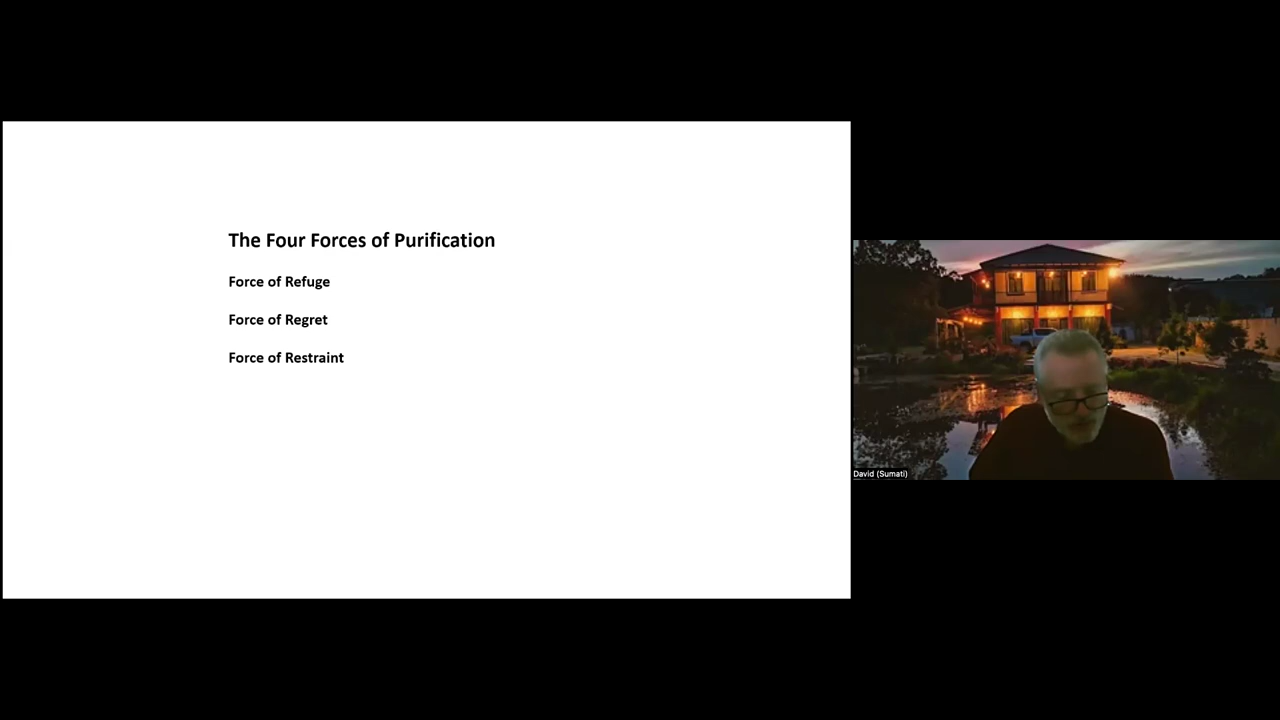 The Four Forces of Purification
Force of Refuge
Force of Regret
Force of Restraint
David (Sumati)